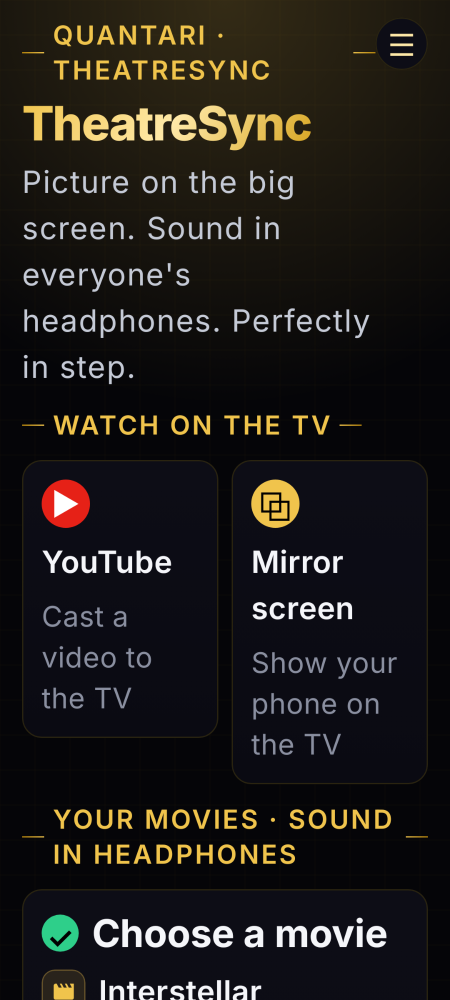 QUANTARI ·
THEATRESYNC
TheatreSync
Picture on the big
screen. Sound in
everyone's
headphones. Perfectly
in step.
WATCH ON THE TV
YouTube
Cast a
video to
the TV
Mirror
screen
Show your
phone on
the TV
YOUR MOVIES · SOUND
IN HEADPHONES
Choose a movie
Interstellar